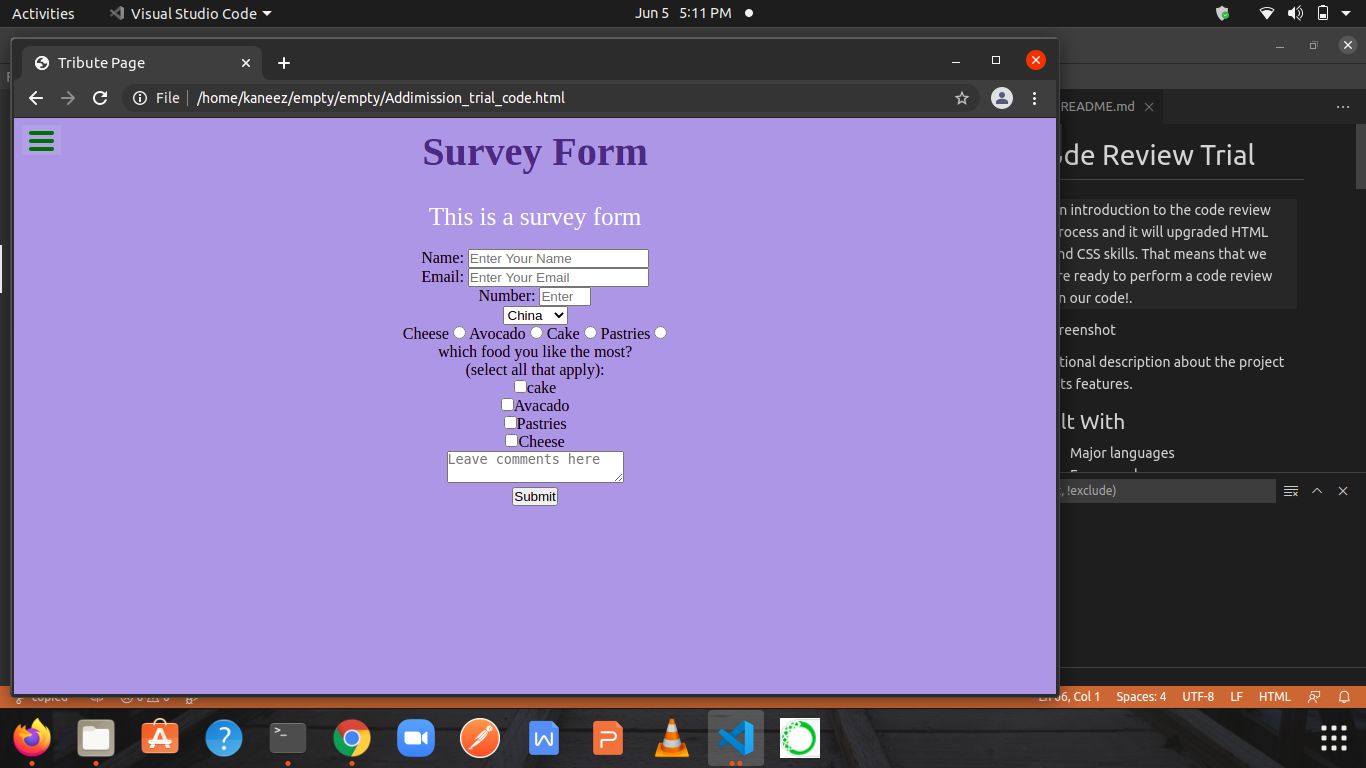 Activities Visual Studio Code Jun 5 5:11 PM
Tribute Page
File /home/kaneez/empty/empty/Addimission_trial_code.html
Survey Form
This is a survey form
Name: Enter Your Name
Email: Enter Your Email
Number: Enter
China
Cheese Avocado Cake Pastries
which food you like the most?
(select all that apply):
cake
Avacado
Pastries
Cheese
Leave comments here
Submit
README.md
de Review Trial
n introduction to the code review
rocess and it will upgraded HTML
nd CSS skills. That means that we
re ready to perform a code review
n our code!.
reenshot
tional description about the project
ts features.
lt With
Major languages
, !exclude)
Col 1 Spaces: 4 UTF-8 LF HTML